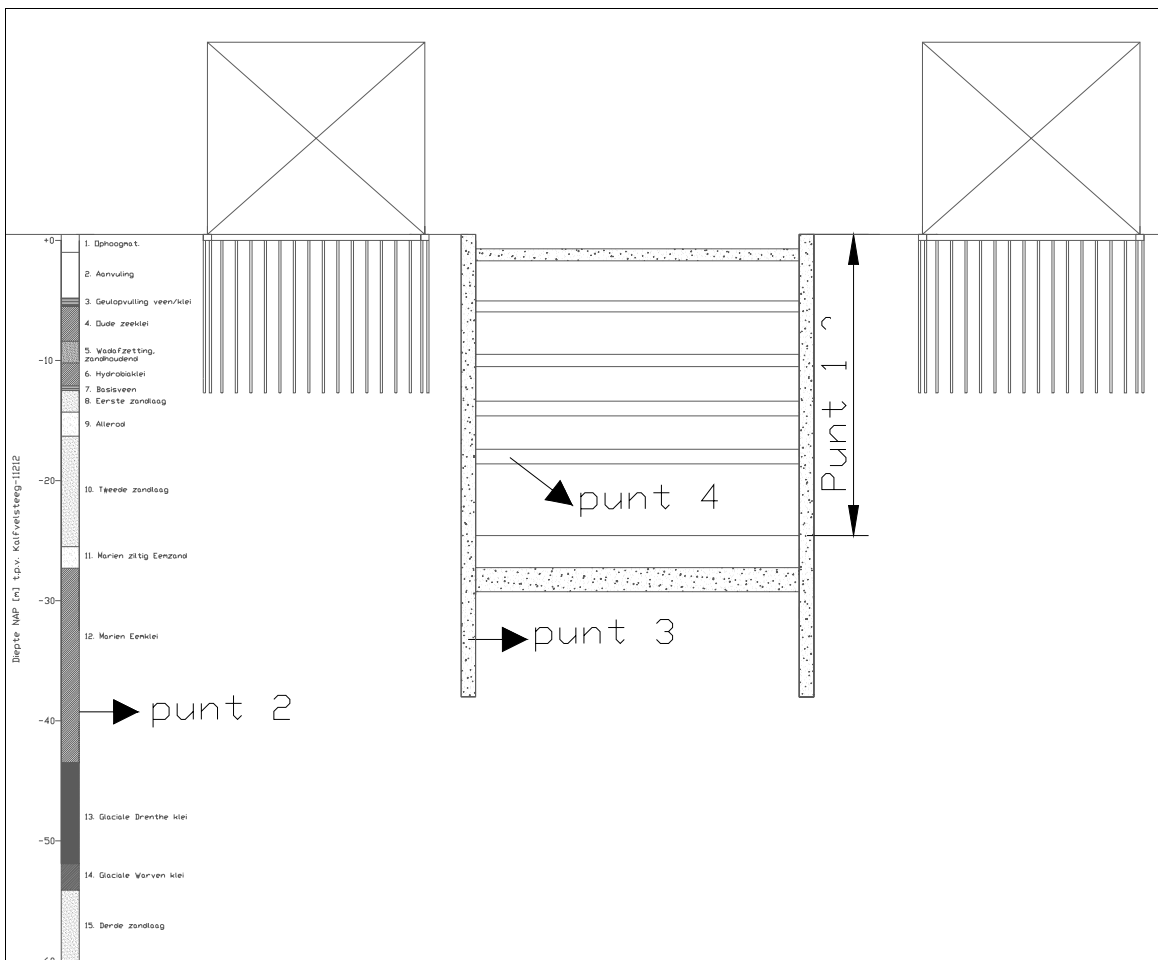 +0
1. Ophoogmat.
2. Aanvulling
3. Geulopvulling veen/klei
4. Oude zeeklei
5. Wadafzetting,
zandhoudend
-10
6. Hydrobiaklei
7. Basisveen
8. Eerste zandlaag
9. Allerod
-20
10. Tweede zandlaag
11. Marien ziltig Eemzand
-30
12. Marien Eemklei
-40
13. Glaciale Drenthe klei
-50
14. Glaciale Warven klei
15. Derde zandlaag
Diepte NAP [m] t.p.v. Kalfvelsteeg-11212
Punt 1
punt 4
punt 3
punt 2